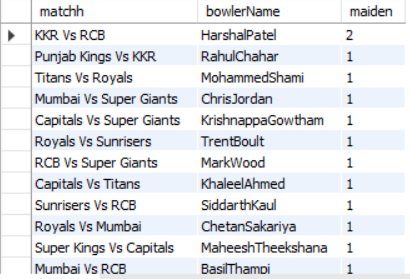 matchh bowlerName maiden
KKR Vs RCB HarshalPatel 2
Punjab Kings Vs KKR RahulChahar 1
Titans Vs Royals MohammedShami 1
Mumbai Vs Super Giants ChrisJordan 1
Capitals Vs Super Giants KrishnappaGowtham 1
Royals Vs Sunrisers TrentBoult 1
RCB Vs Super Giants MarkWood 1
Capitals Vs Titans KhaleelAhmed 1
Sunrisers Vs RCB SiddarthKaul 1
Royals Vs Mumbai ChetanSakariya 1
Super Kings Vs Capitals MaheeshTheekshana 1
Mumbai Vs RCB BasilThampi 1